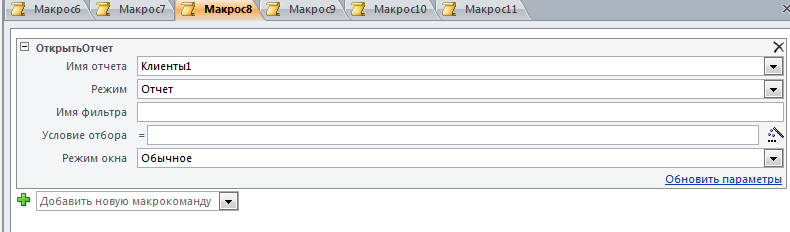 Макрос6 Макрос7 Макрос8 Макрос9 Макрос10 Макрос11
ОткрытьОтчет
Имя отчета Клиенты1
Режим Отчет
Имя фильтра
Условие отбора =
Режим окна Обычное
Обновить параметры
Добавить новую макрокоманду